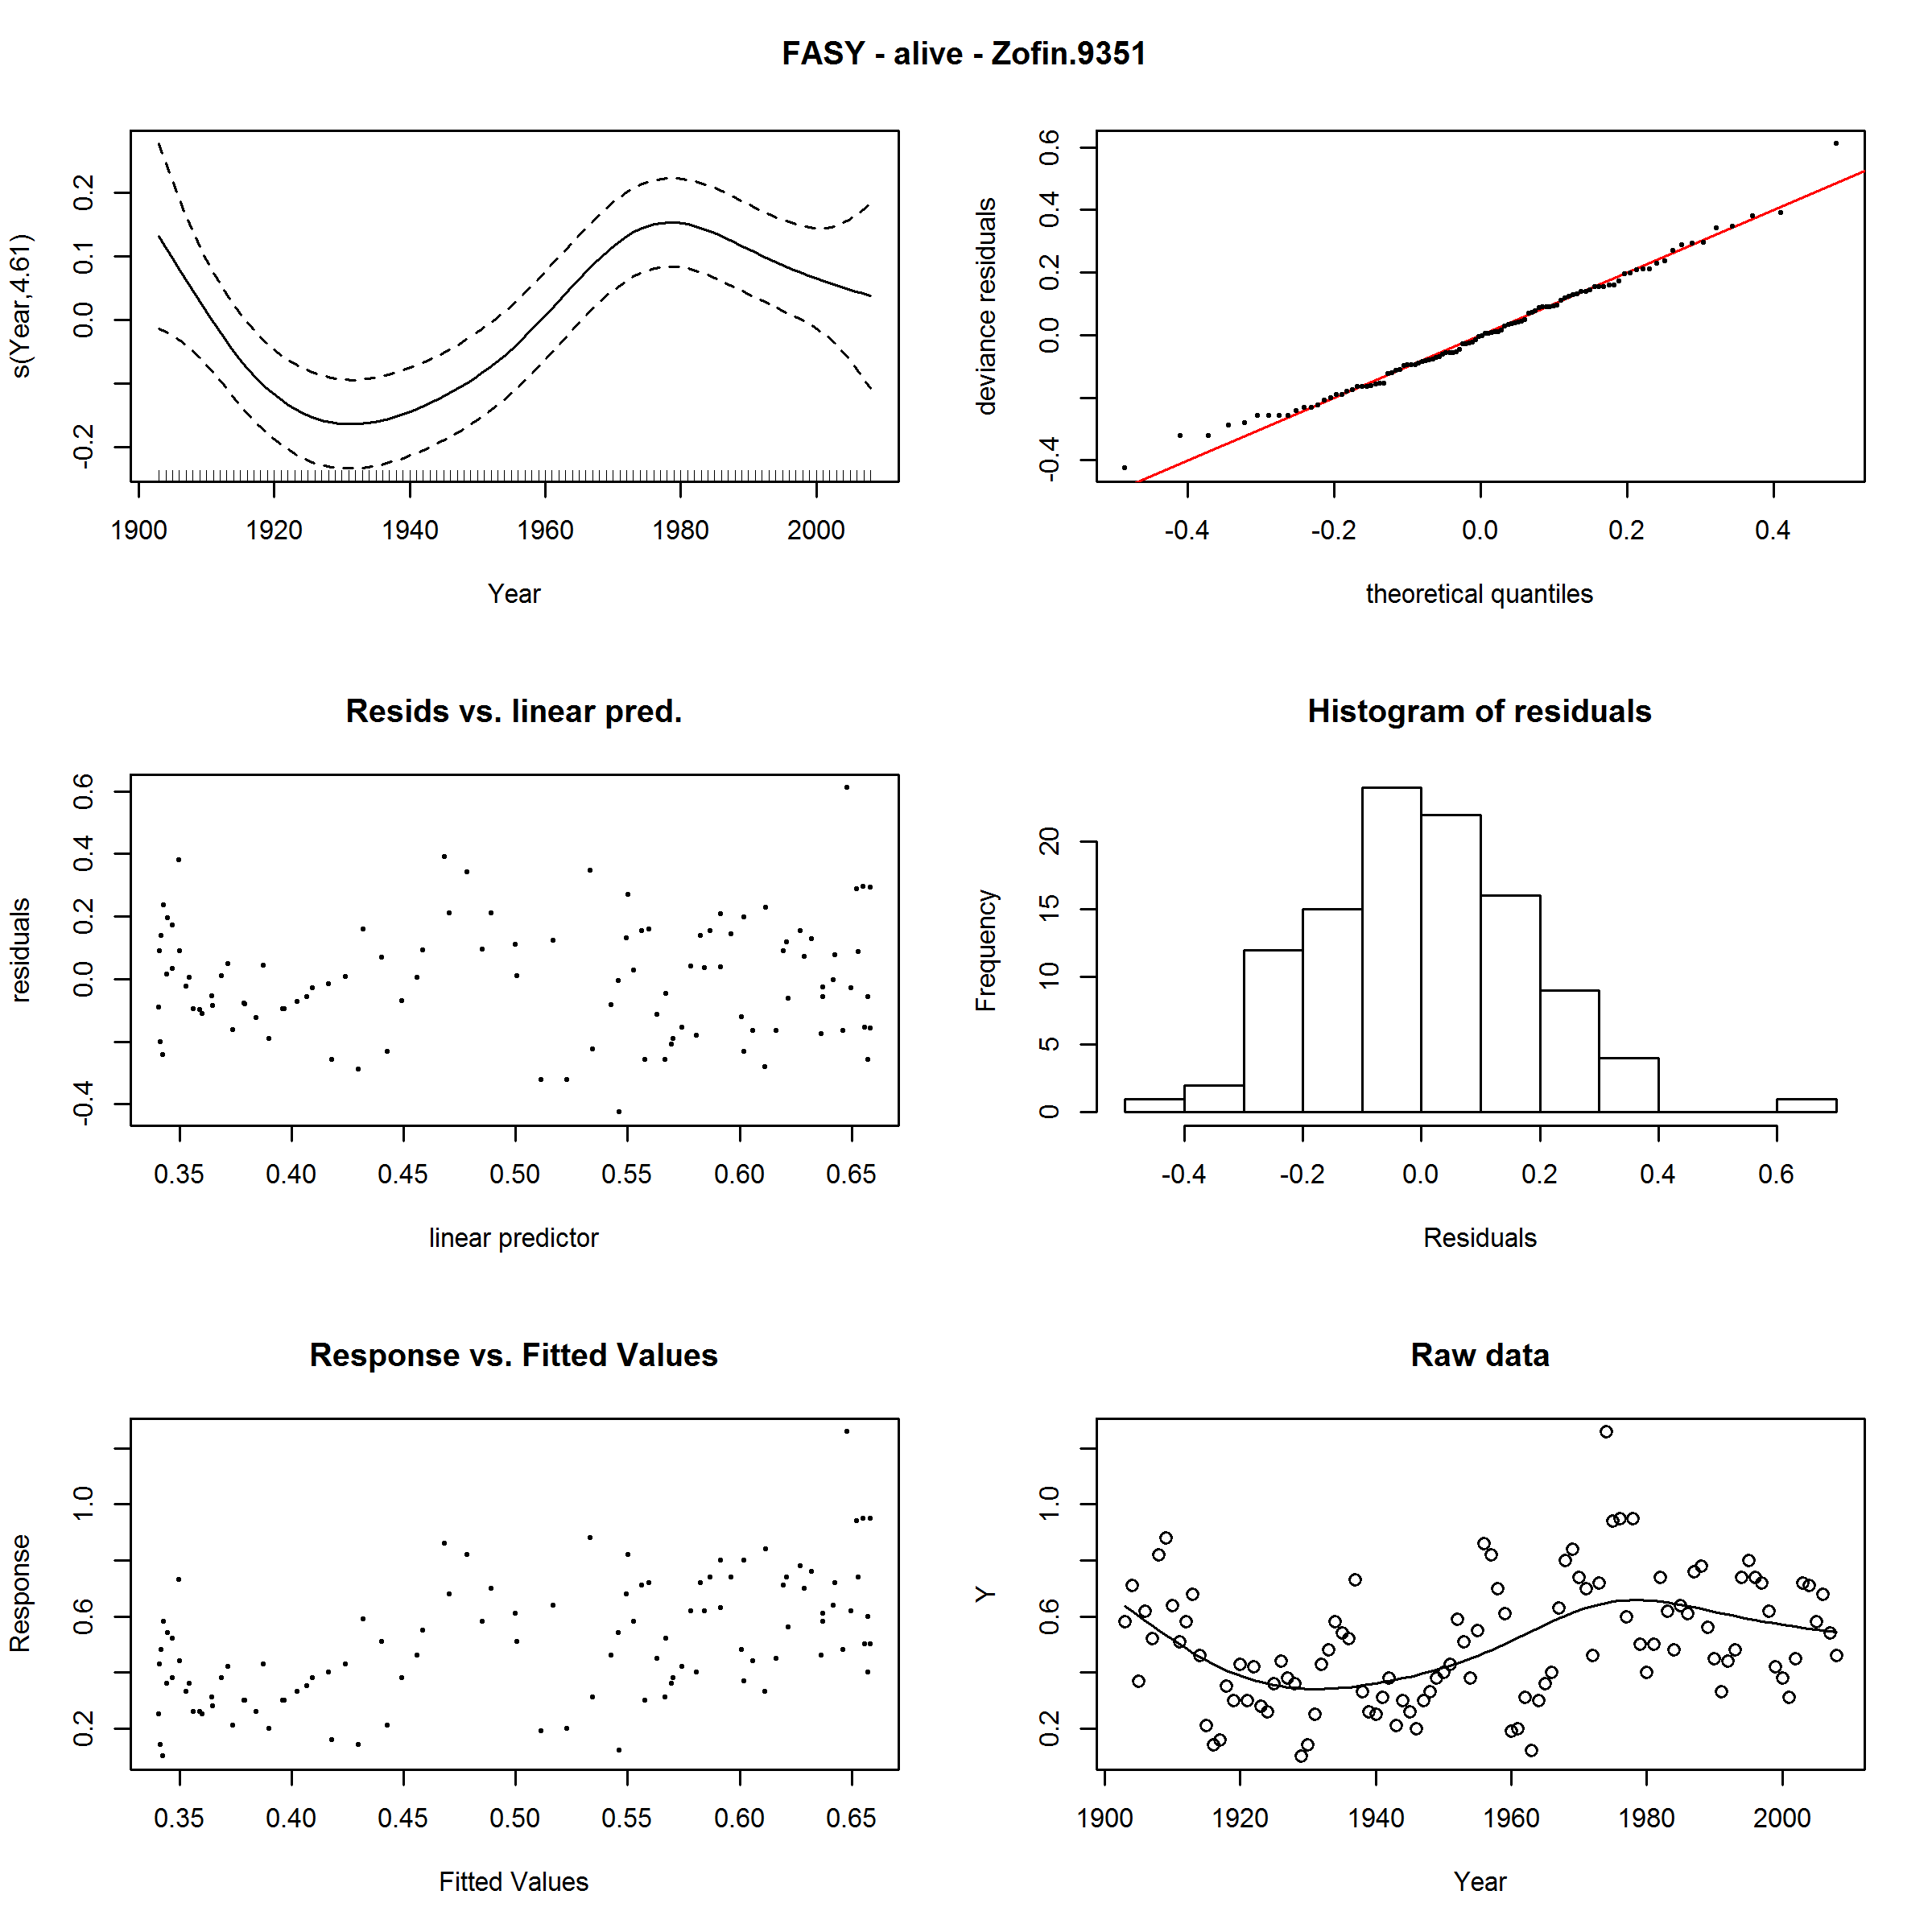 FASY - alive - Zofin.9351
s(Year,4.61)
-0.2 0.0 0.1 0.2
1900 1920 1940 1960 1980 2000
Year
deviance residuals
-0.4 0.0 0.2 0.4 0.6
-0.4 -0.2 0.0 0.2 0.4
theoretical quantiles
Resids vs. linear pred.
residuals
-0.4 0.0 0.2 0.4 0.6
0.35 0.40 0.45 0.50 0.55 0.60 0.65
linear predictor
Histogram of residuals
Frequency
0 5 10 15 20
-0.4 -0.2 0.0 0.2 0.4 0.6
Residuals
Response vs. Fitted Values
Response
0.2 0.6 1.0
0.35 0.40 0.45 0.50 0.55 0.60 0.65
Fitted Values
Raw data
Y
0.2 0.6 1.0
1900 1920 1940 1960 1980 2000
Year